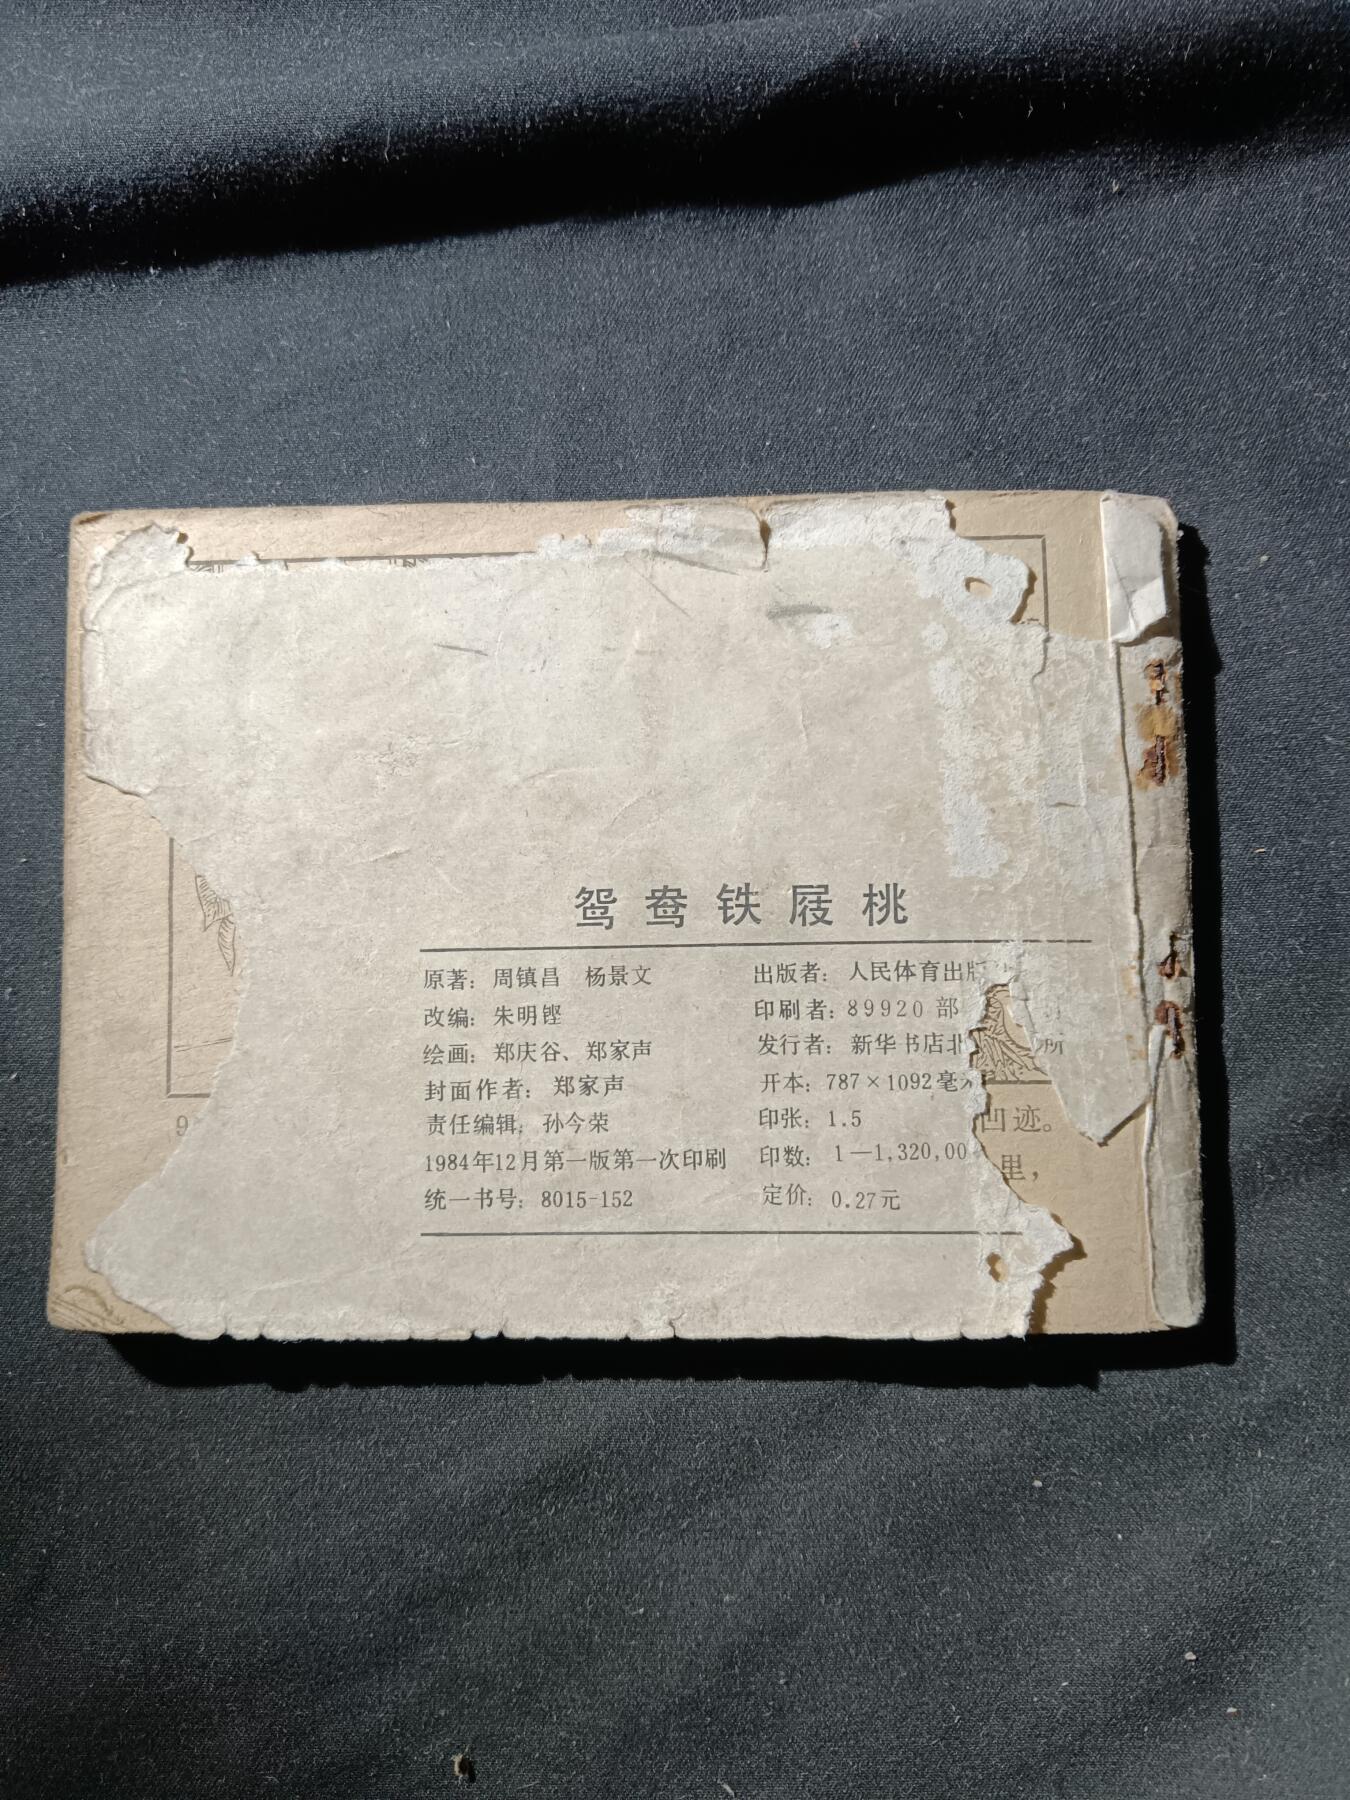 鸳鸯铁屐桃
原著：周镇昌 杨景文
改编：朱明铿
绘画：郑庆谷、郑家声
封面作者：郑家声
责任编辑：孙今荣
1984年12月第一版第一次印刷
统一书号：8015-152
出版者：人民体育出版
印刷者：89920 部
发行者：新华书店北 所
开本：787×1092毫米
印张：1.5
印数：1—1,320,00
定价：0.27元
9
凹迹。
里，